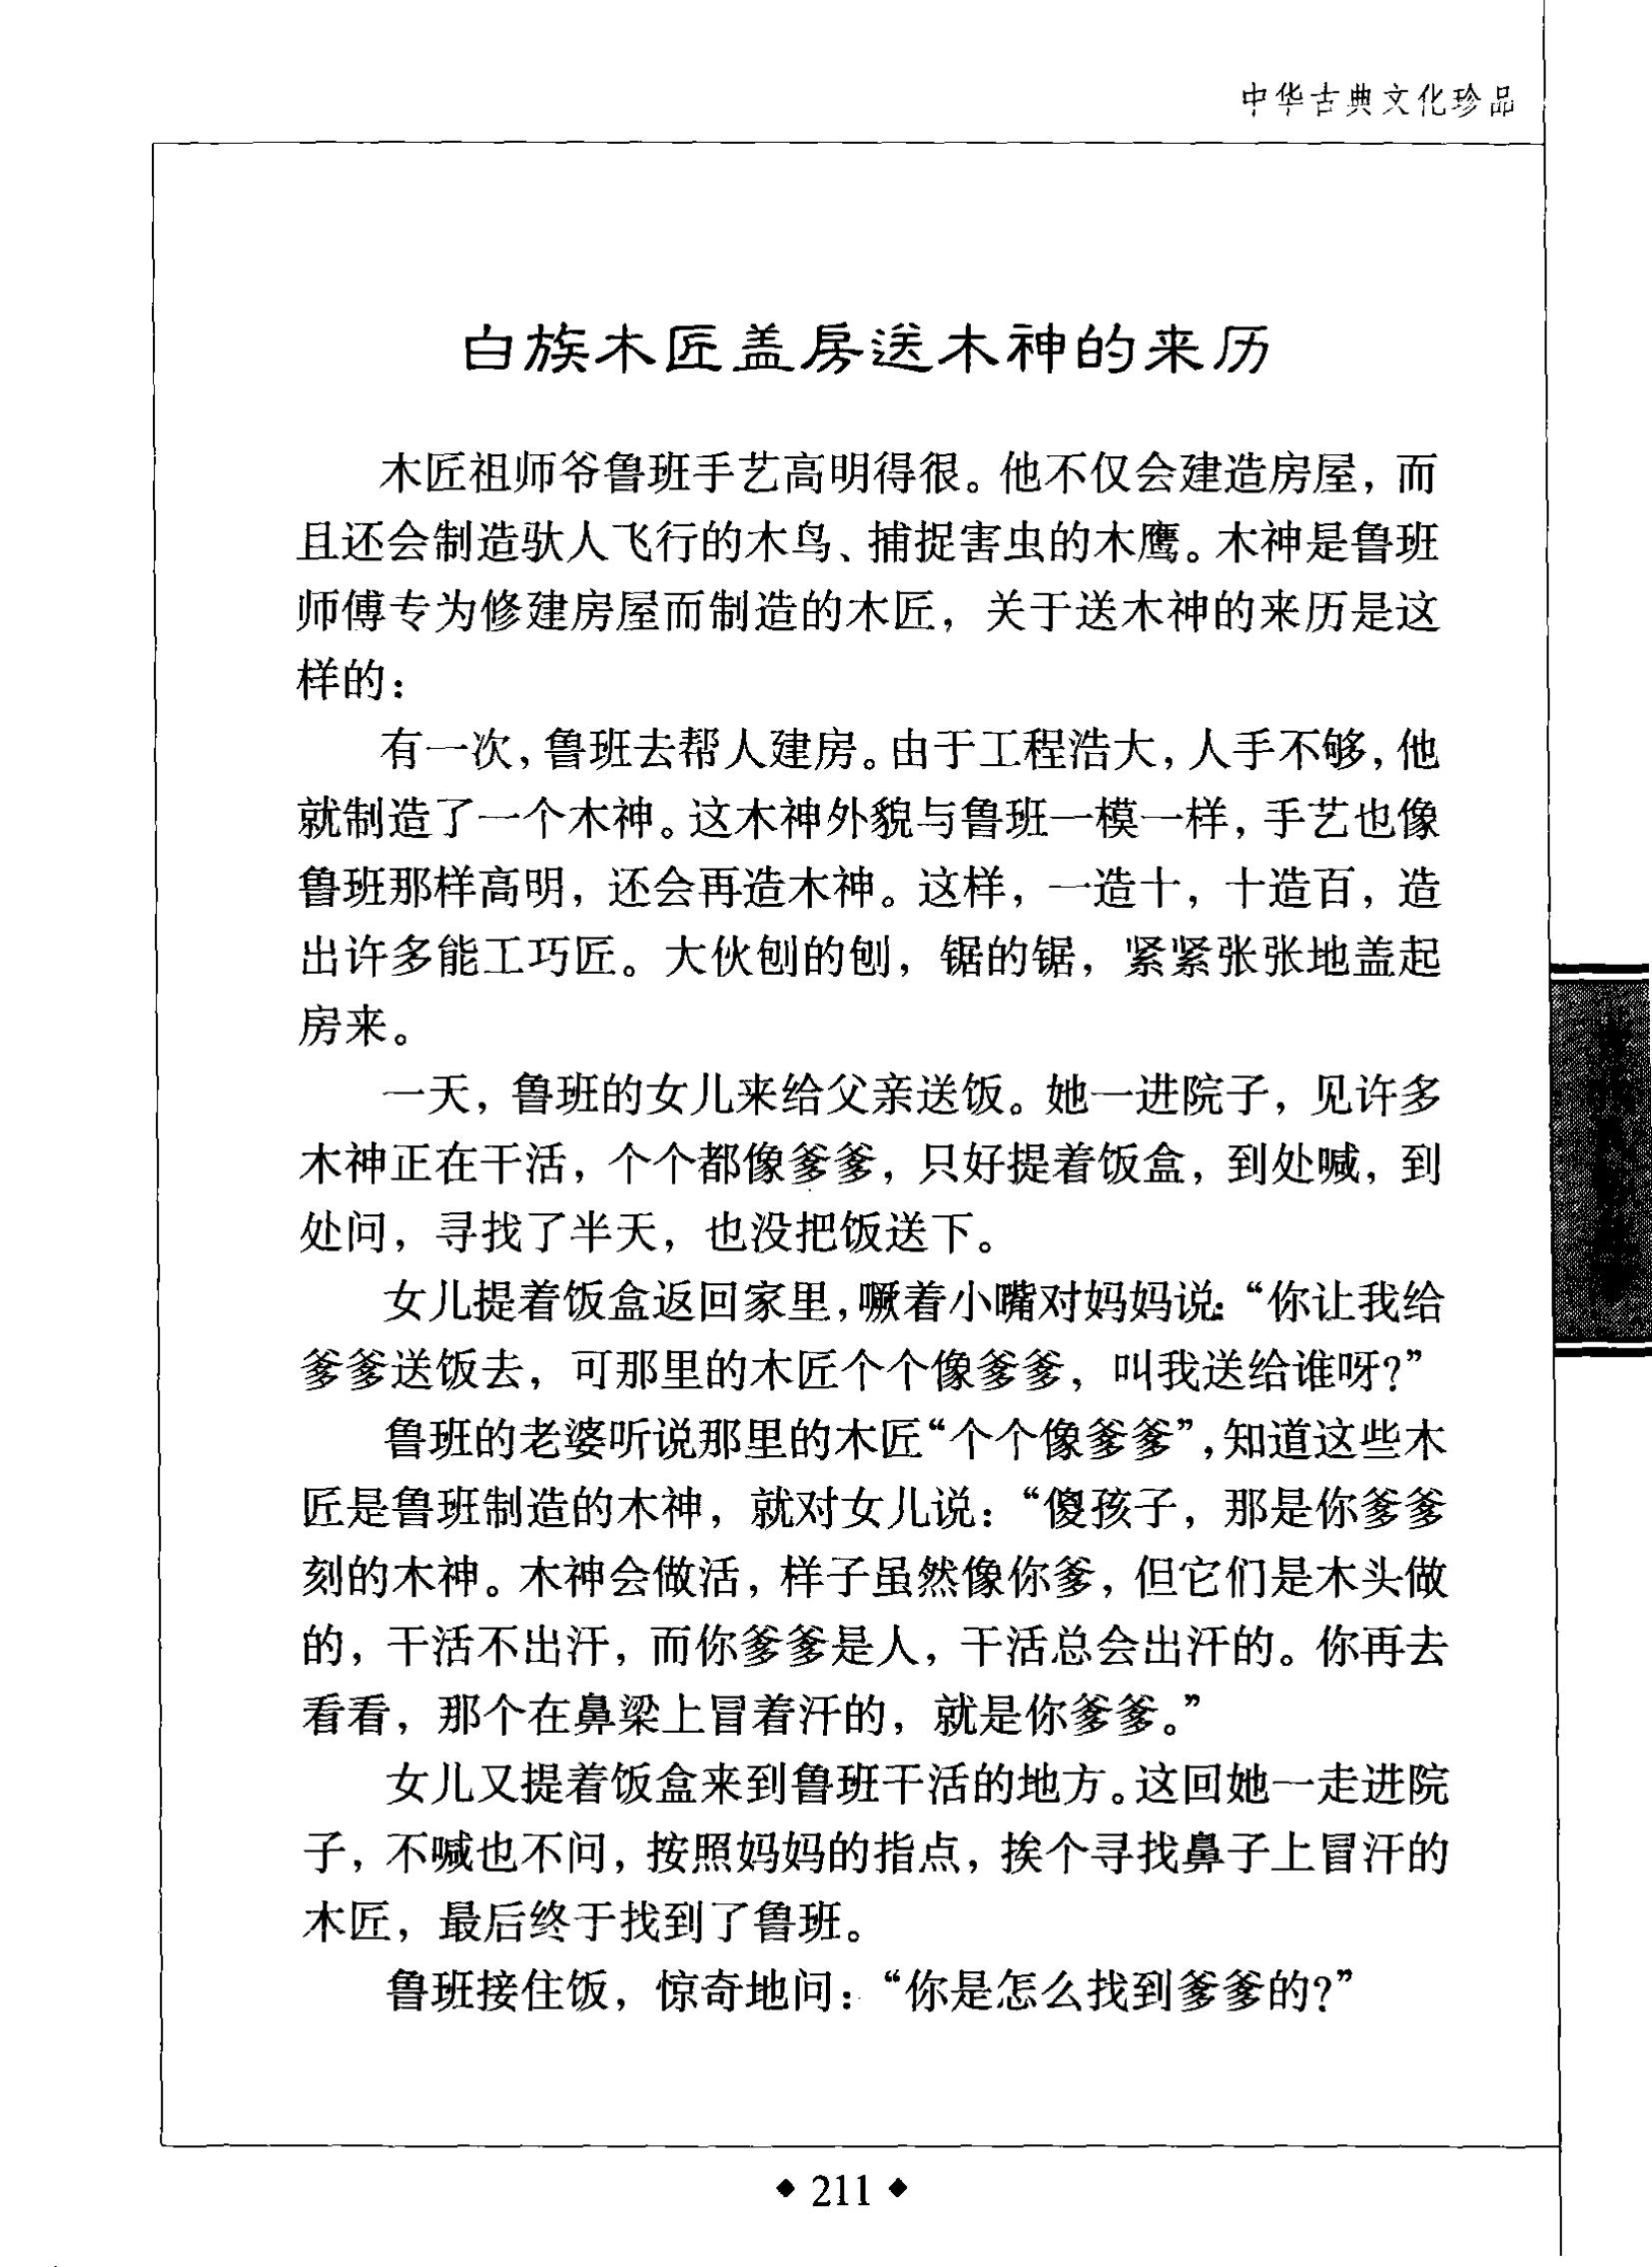 中华古典文化珍品
白族木匠盖房送木神的来历
木匠祖师爷鲁班手艺高明得很。他不仅会建造房屋，而
且还会制造驮人飞行的木鸟、捕捉害虫的木鹰。木神是鲁班
师傅专为修建房屋而制造的木匠，关于送木神的来历是这
样的：
有一次，鲁班去帮人建房。由于工程浩大，人手不够，他
就制造了一个木神。这木神外貌与鲁班一模一样，手艺也像
鲁班那样高明，还会再造木神。这样，一造十，十造百，造
出许多能工巧匠。大伙刨的刨，锯的锯，紧紧张张地盖起
房来。
一天，鲁班的女儿来给父亲送饭。她一进院子，见许多
木神正在干活，个个都像爹爹，只好提着饭盒，到处喊，到
处问，寻找了半天，也没把饭送下。
女儿提着饭盒返回家里，噘着小嘴对妈妈说：“你让我给
爹爹送饭去，可那里的木匠个个像爹爹，叫我送给谁呀？”
鲁班的老婆听说那里的木匠“个个像爹爹”，知道这些木
匠是鲁班制造的木神，就对女儿说：“傻孩子，那是你爹爹
刻的木神。木神会做活，样子虽然像你爹，但它们是木头做
的，干活不出汗，而你爹爹是人，干活总会出汗的。你再去
看看，那个在鼻梁上冒着汗的，就是你爹爹。”
女儿又提着饭盒来到鲁班干活的地方。这回她一走进院
子，不喊也不问，按照妈妈的指点，挨个寻找鼻子上冒汗的
木匠，最后终于找到了鲁班。
鲁班接住饭，惊奇地问：“你是怎么找到爹爹的？”
◆ 211 ◆